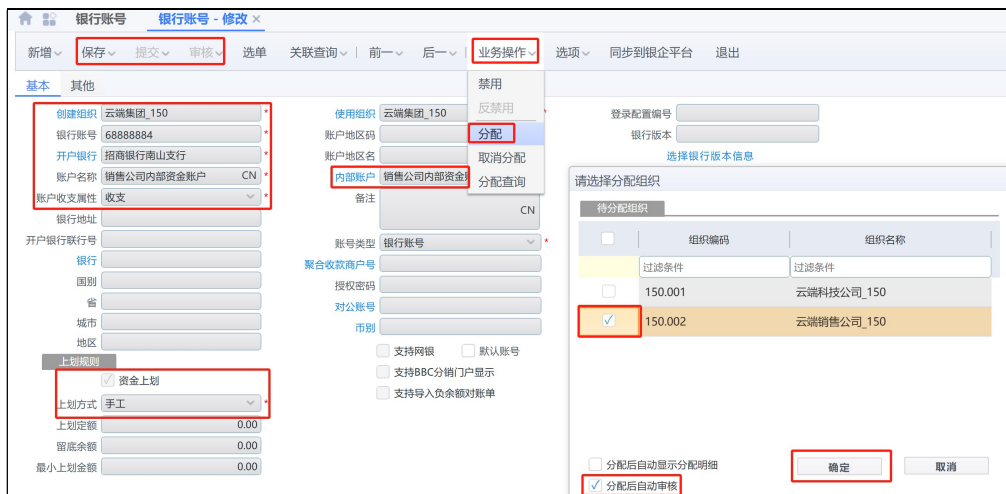 银行账号 银行账号 - 修改 ×
新增 保存 提交 审核 选单 关联查询 前一 后一 业务操作 选项 同步到银企平台 退出
基本 其他
禁用
反禁用
分配
取消分配
分配查询
创建组织 云端集团_150 *
银行账号 68888884 *
开户银行 招商银行南山支行 *
账户名称 销售公司内部资金账户 CN *
账户收支属性 收支 *
银行地址
开户银行联行号
银行
国别
省
城市
地区
上划规则
资金上划
上划方式 手工 *
上划定额 0.00
留底余额 0.00
最小上划金额 0.00
使用组织 云端集团_150 *
账户地区码
账户地区名
内部账户 销售公司内部资金
备注 CN
账号类型 银行账号 *
聚合收款商户号
授权密码
对公账号
币别
支持网银 默认账号
支持BBC分销门户显示
支持导入负余额对账单
登录配置编号
银行版本
选择银行版本信息
请选择分配组织
待分配组织
组织编码 组织名称
过滤条件 过滤条件
150.001 云端科技公司_150
150.002 云端销售公司_150
分配后自动显示分配明细
分配后自动审核
确定 取消